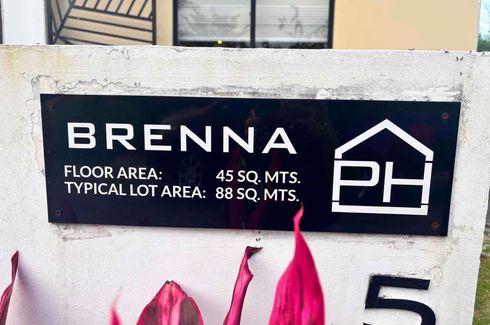 BRENNA
FLOOR AREA: 45 SQ. MTS.
TYPICAL LOT AREA: 88 SQ. MTS.
PH
5